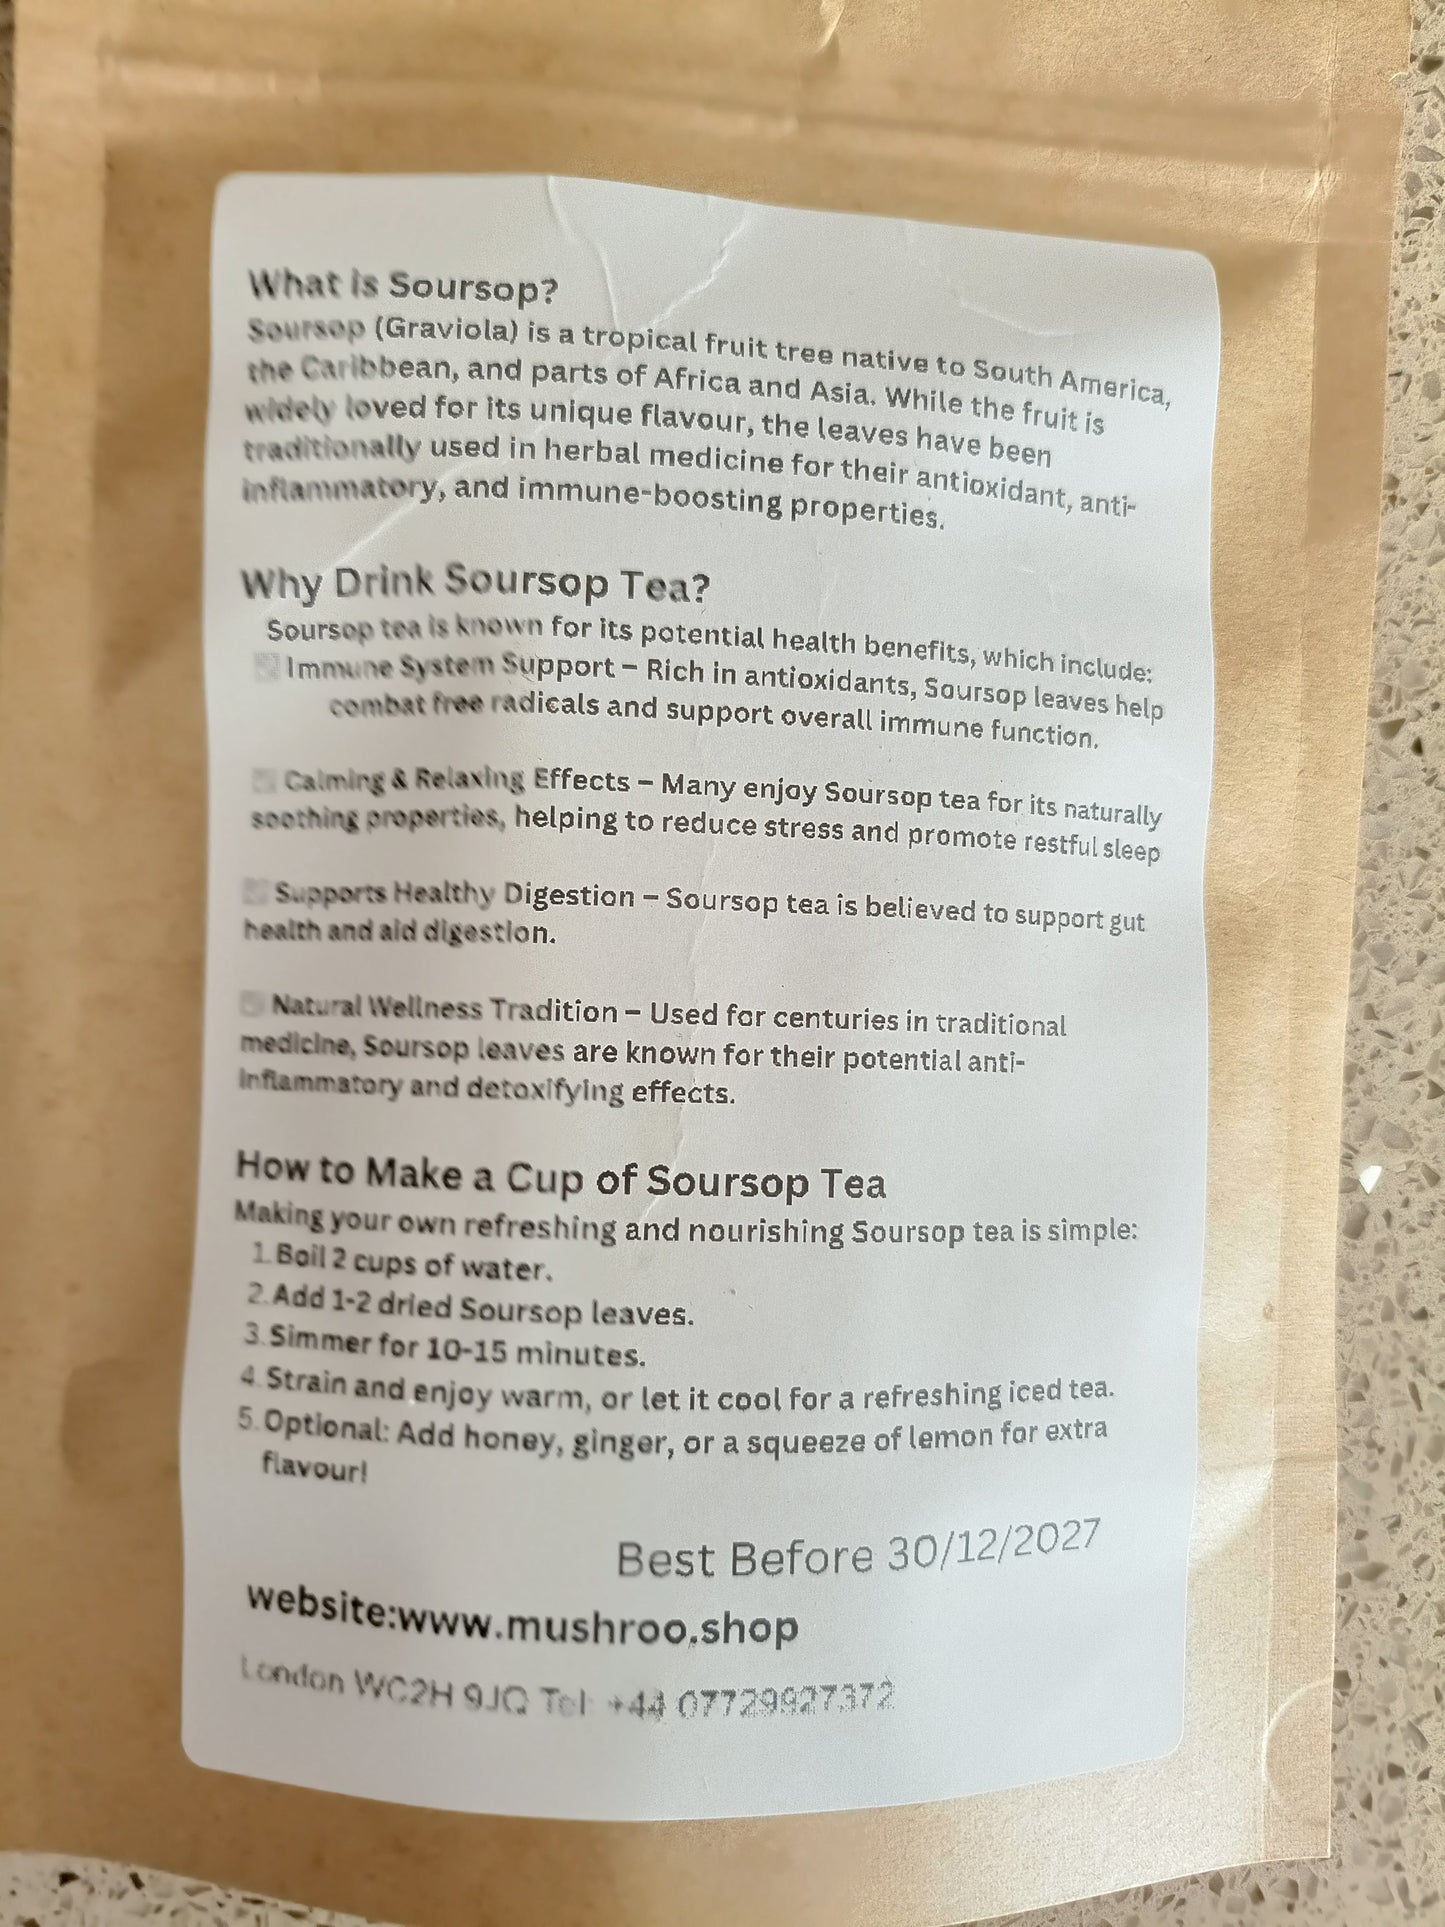 What is Soursop?
Soursop (Graviola) is a tropical fruit tree native to South America,
the Caribbean, and parts of Africa and Asia. While the fruit is
widely loved for its unique flavour, the leaves have been
traditionally used in herbal medicine for their antioxidant, anti-
inflammatory, and immune-boosting properties.
Why Drink Soursop Tea?
Soursop tea is known for its potential health benefits, which include:
Immune System Support – Rich in antioxidants, Soursop leaves help
combat free radicals and support overall immune function.
Calming & Relaxing Effects – Many enjoy Soursop tea for its naturally
soothing properties, helping to reduce stress and promote restful sleep
Supports Healthy Digestion – Soursop tea is believed to support gut
health and aid digestion.
Natural Wellness Tradition – Used for centuries in traditional
medicine, Soursop leaves are known for their potential anti-
inflammatory and detoxifying effects.
How to Make a Cup of Soursop Tea
Making your own refreshing and nourishing Soursop tea is simple:
1. Boil 2 cups of water.
2. Add 1-2 dried Soursop leaves.
3. Simmer for 10-15 minutes.
4. Strain and enjoy warm, or let it cool for a refreshing iced tea.
5. Optional: Add honey, ginger, or a squeeze of lemon for extra
flavour!
Best Before 30/12/2027
website:www.mushroo.shop
London WC2H 9JQ Tel: +44 07729927372